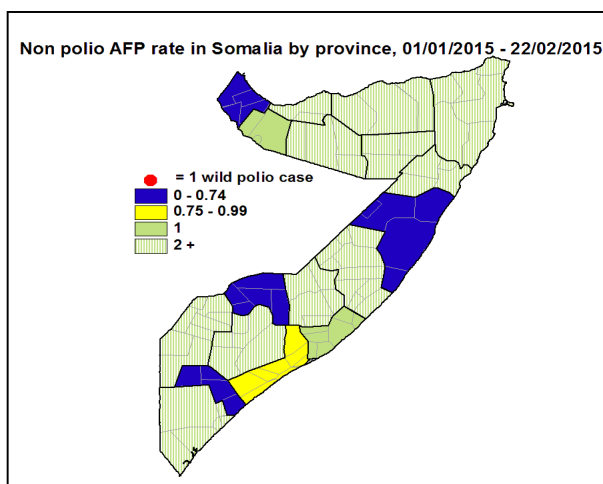 Non polio AFP rate in Somalia by province, 01/01/2015 - 22/02/2015
= 1 wild polio case
0 - 0.74
0.75 - 0.99
1
2 +